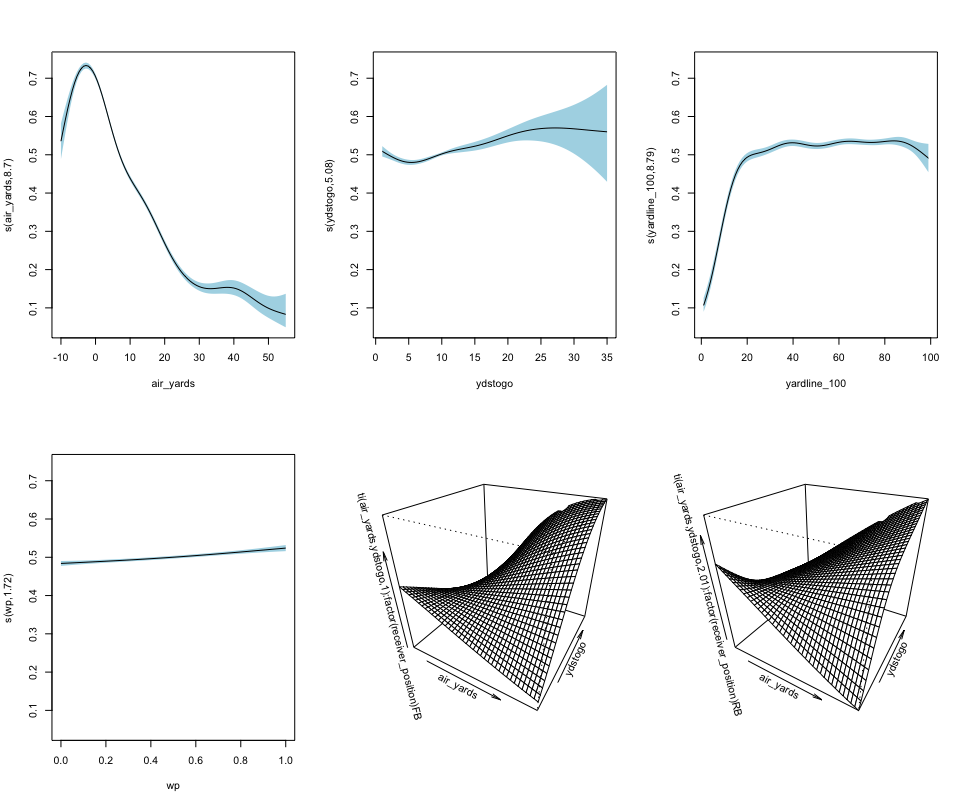 s(air_yards,8.7)
0.1 0.2 0.3 0.4 0.5 0.6 0.7
-10 0 10 20 30 40 50
air_yards
s(ydstogo,5.08)
0.1 0.2 0.3 0.4 0.5 0.6 0.7
0 5 10 15 20 25 30 35
ydstogo
s(yardline_100,8.79)
0.1 0.2 0.3 0.4 0.5 0.6 0.7
0 20 40 60 80 100
yardline_100
s(wp,1.72)
0.1 0.2 0.3 0.4 0.5 0.6 0.7
0.0 0.2 0.4 0.6 0.8 1.0
wp
ti(air_yards,ydstogo,1):factor(receiver_position)FB
air_yards
ydstogo
ti(air_yards,ydstogo,2.01):factor(receiver_position)RB
air_yards
ydstogo